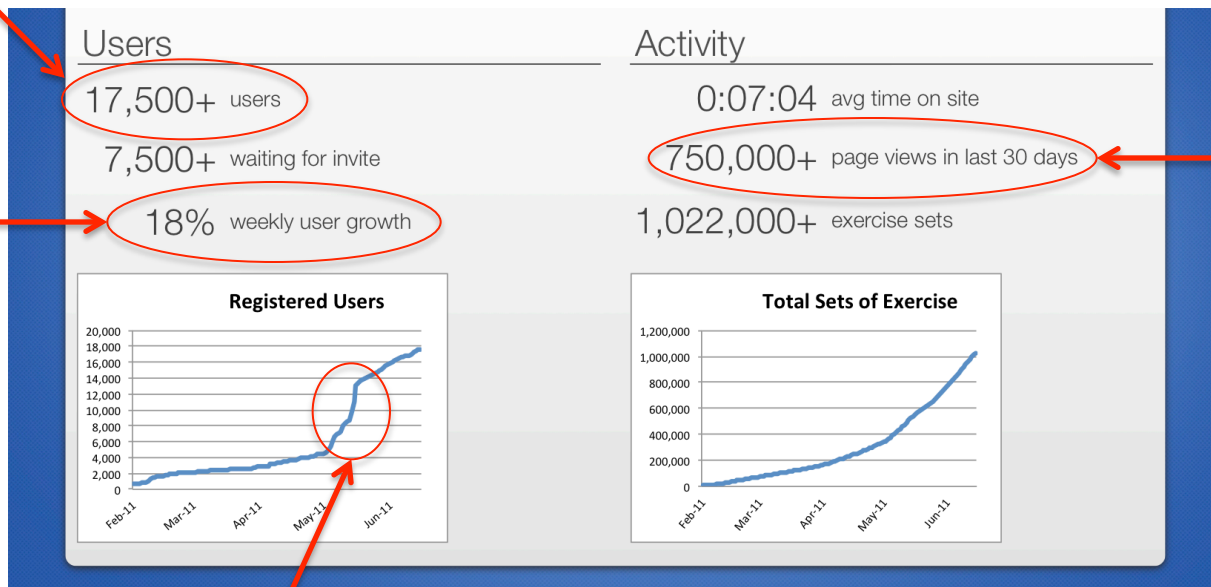 Users
17,500+ users
7,500+ waiting for invite
18% weekly user growth
Registered Users
20,000
18,000
16,000
14,000
12,000
10,000
8,000
6,000
4,000
2,000
0
Feb-11 Mar-11 Apr-11 May-11 Jun-11
Activity
0:07:04 avg time on site
750,000+ page views in last 30 days
1,022,000+ exercise sets
Total Sets of Exercise
1,200,000
1,000,000
800,000
600,000
400,000
200,000
0
Feb-11 Mar-11 Apr-11 May-11 Jun-11